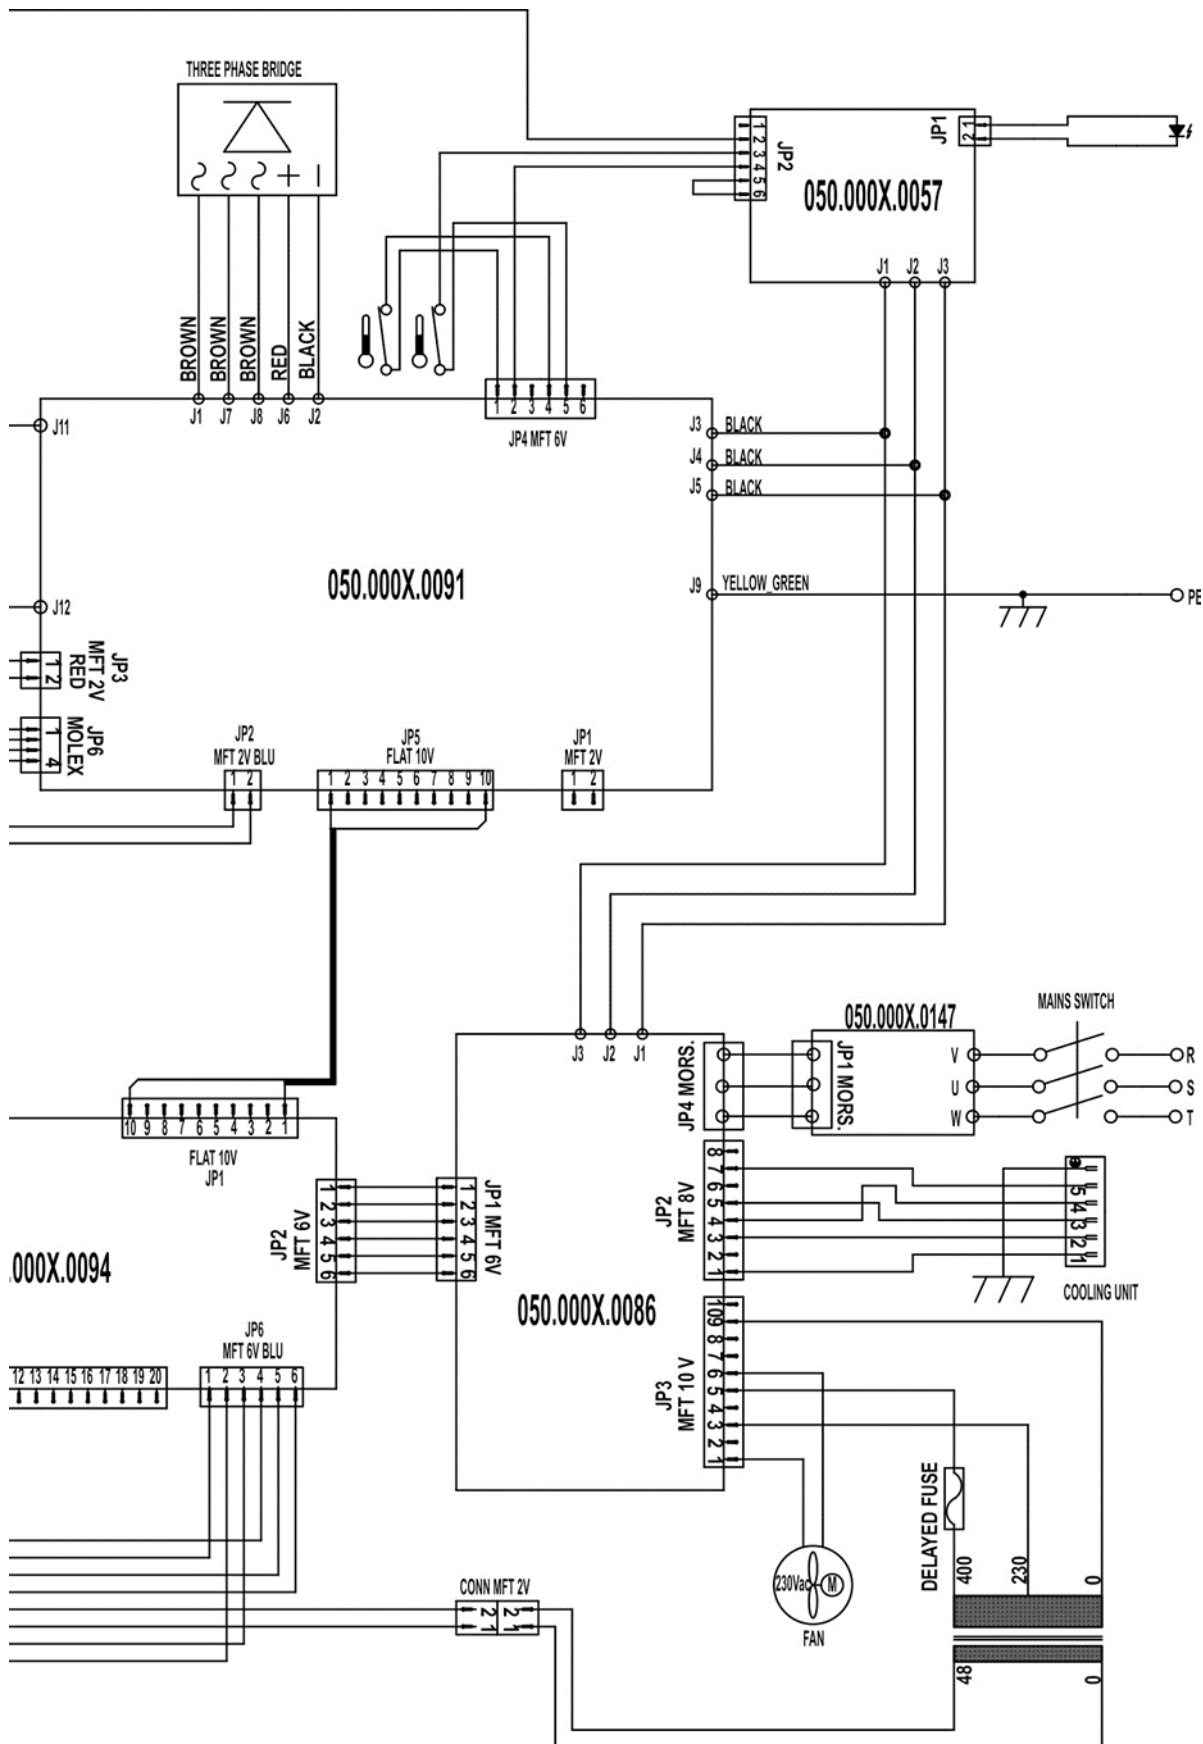 THREE PHASE BRIDGE
BROWN
BROWN
BROWN
RED
BLACK
J1 J7 J8 J6 J2
1 2 3 4 5 6
JP2
050.000X.0057
JP1
1 2
J1 J2 J3
1 2 3 4 5 6
JP4 MFT 6V
J11
J12
J3 BLACK
J4 BLACK
J5 BLACK
J9 YELLOW_GREEN
PE
050.000X.0091
1 2
JP3
MFT 2V
RED
1 4
JP6
MOLEX
JP2
MFT 2V BLU
1 2
JP5
FLAT 10V
1 2 3 4 5 6 7 8 9 10
JP1
MFT 2V
1 2
J3 J2 J1
050.000X.0147
MAINS SWITCH
JP4 MORS.
JP1 MORS.
V
U
W
R
S
T
10 9 8 7 6 5 4 3 2 1
FLAT 10V
JP1
JP2
MFT 6V
1 2 3 4 5 6
1 2 3 4 5 6
JP1 MFT 6V
JP2
MFT 8V
8 7 6 5 4 3 2 1
5 4 3 2 1
COOLING UNIT
.000X.0094
050.000X.0086
JP6
MFT 6V BLU
12 13 14 15 16 17 18 19 20
1 2 3 4 5 6
JP3
MFT 10 V
10 9 8 7 6 5 4 3 2 1
DELAYED FUSE
400
230
0
230Vac
M
FAN
CONN MFT 2V
2 1
2 1
48
0